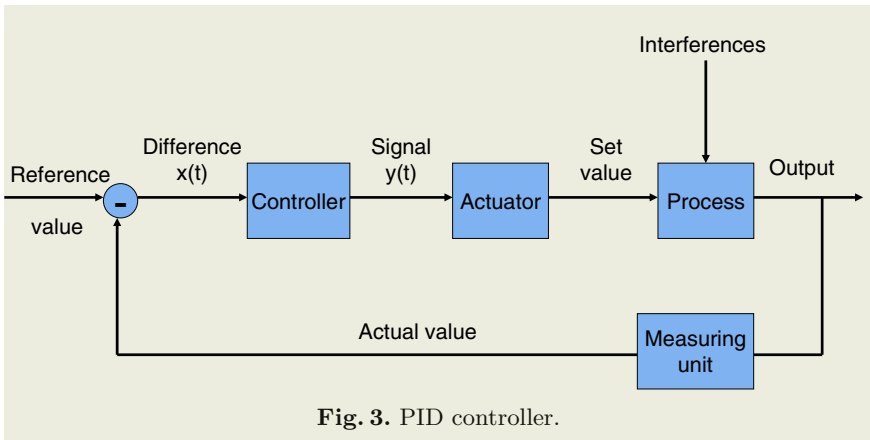 Interferences
Difference
x(t)
Signal
y(t)
Set
value
Output
Reference
value
-
Controller
Actuator
Process
Actual value
Measuring
unit
Fig. 3. PID controller.